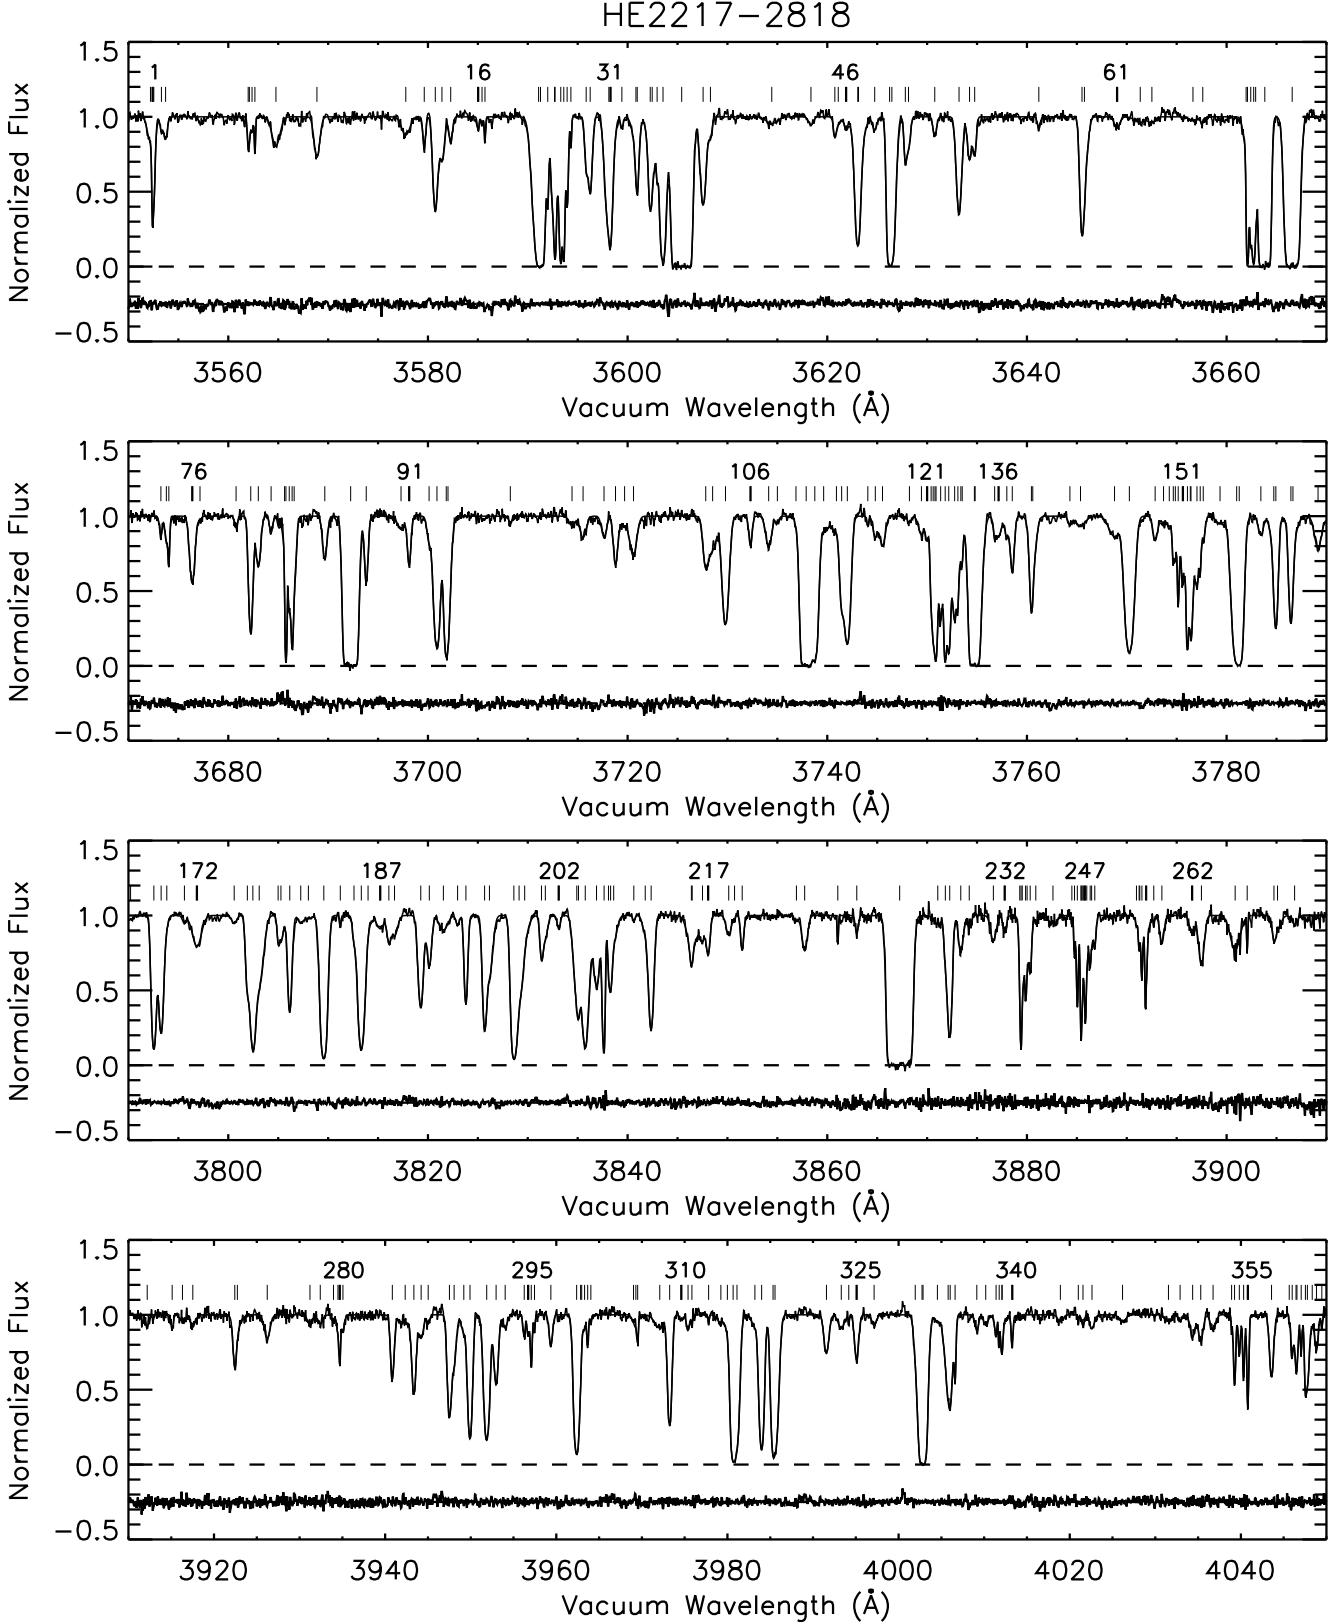 HE2217−2818
1.5
1 16 31 46 61
1.0
0.5
0.0
−0.5
Normalized Flux
3560 3580 3600 3620 3640 3660
Vacuum Wavelength (Å)
1.5
76 91 106 121 136 151
1.0
0.5
0.0
−0.5
Normalized Flux
3680 3700 3720 3740 3760 3780
Vacuum Wavelength (Å)
1.5
172 187 202 217 232 247 262
1.0
0.5
0.0
−0.5
Normalized Flux
3800 3820 3840 3860 3880 3900
Vacuum Wavelength (Å)
1.5
280 295 310 325 340 355
1.0
0.5
0.0
−0.5
Normalized Flux
3920 3940 3960 3980 4000 4020 4040
Vacuum Wavelength (Å)